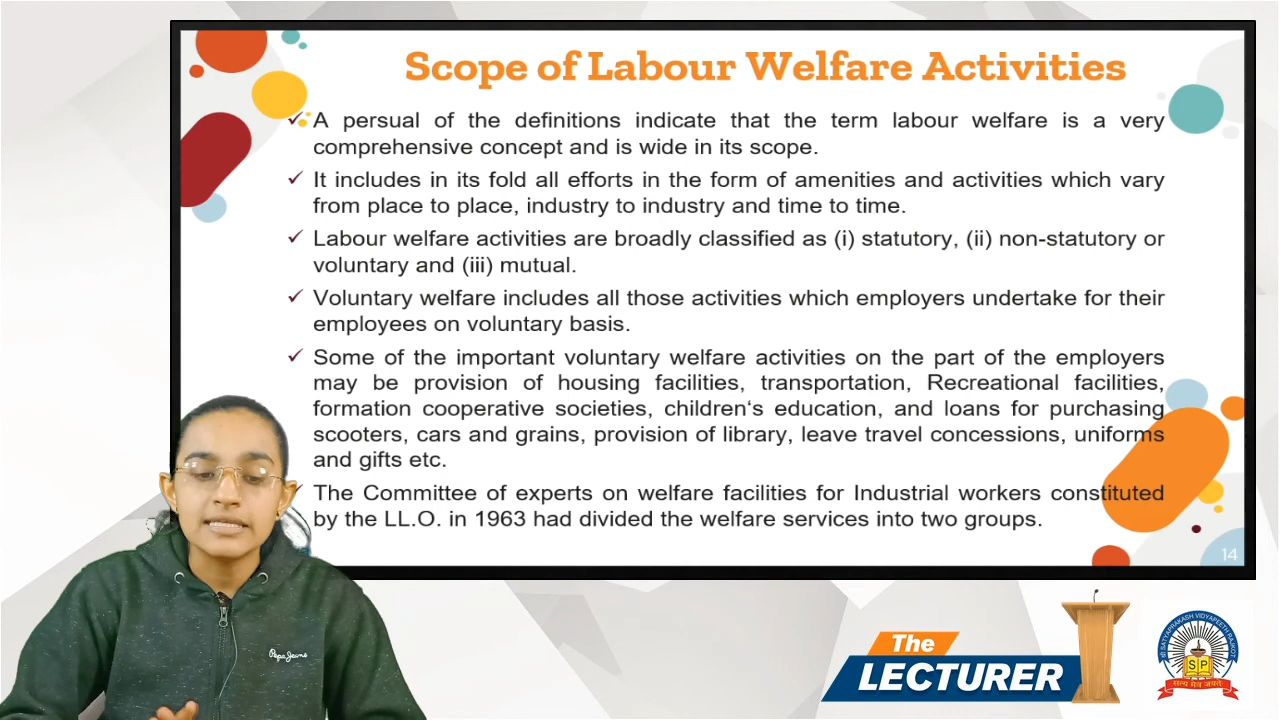 Scope of Labour Welfare Activities
✓ A persual of the definitions indicate that the term labour welfare is a very
comprehensive concept and is wide in its scope.
✓ It includes in its fold all efforts in the form of amenities and activities which vary
from place to place, industry to industry and time to time.
✓ Labour welfare activities are broadly classified as (i) statutory, (ii) non-statutory or
voluntary and (iii) mutual.
✓ Voluntary welfare includes all those activities which employers undertake for their
employees on voluntary basis.
✓ Some of the important voluntary welfare activities on the part of the employers
may be provision of housing facilities, transportation, Recreational facilities,
formation cooperative societies, children‘s education, and loans for purchasing
scooters, cars and grains, provision of library, leave travel concessions, uniforms
and gifts etc.
✓ The Committee of experts on welfare facilities for Industrial workers constituted
by the LL.O. in 1963 had divided the welfare services into two groups.
14
Pepe Jeans
The
LECTURER
श्री SATYAPRAKASH VIDYAPEETH RAJKOT
SP
सत्य मेव जयते